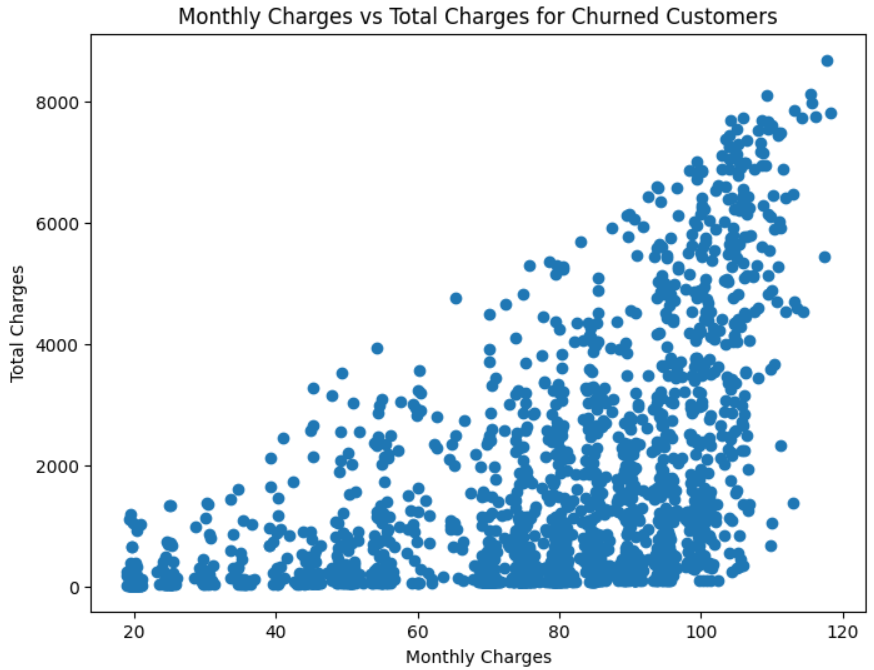 Monthly Charges vs Total Charges for Churned Customers
8000
6000
4000
2000
0
Total Charges
20 40 60 80 100 120
Monthly Charges